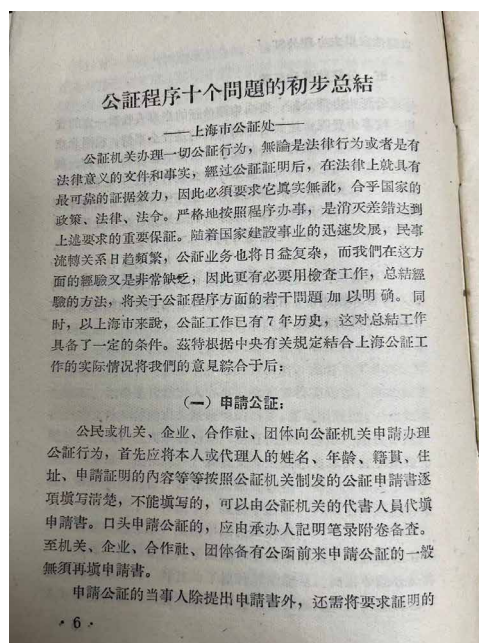 公証程序十个問題的初步总結
——上海市公証处——
公証机关办理一切公証行为，無論是法律行为或者是有
法律意义的文件和事实，經过公証証明后，在法律上就具有
最可靠的証据效力，因此必須要求它真实無訛，合乎国家的
政策、法律、法令。严格地按照程序办事，是消灭差錯达到
上述要求的重要保証。随着国家建設事业的迅速发展，民事
流轉关系日趋頻繁，公証业务也将日益复杂，而我們在这方
面的經驗又是非常缺乏，因此更有必要用檢查工作，总結經
驗的方法，将关于公証程序方面的若干問題加以明确。同
时，以上海市来說，公証工作已有7年历史，这对总結工作
具备了一定的条件。茲特根据中央有关規定結合上海公証工
作的实际情况将我們的意見綜合于后：
（一）申請公証：
公民或机关、企业、合作社、团体向公証机关申請办理
公証行为，首先应将本人或代理人的姓名、年龄、籍貫、住
址、申請証明的内容等等按照公証机关制发的公証申請書逐
項填写清楚，不能填写的，可以由公証机关的代書人員代填
申請書。口头申請公証的，应由承办人記明笔录附卷备查。
至机关、企业、合作社、团体备有公函前来申請公証的一般
無須再填申請書。
申請公証的当事人除提出申請書外，还需将要求証明的
· 6 ·